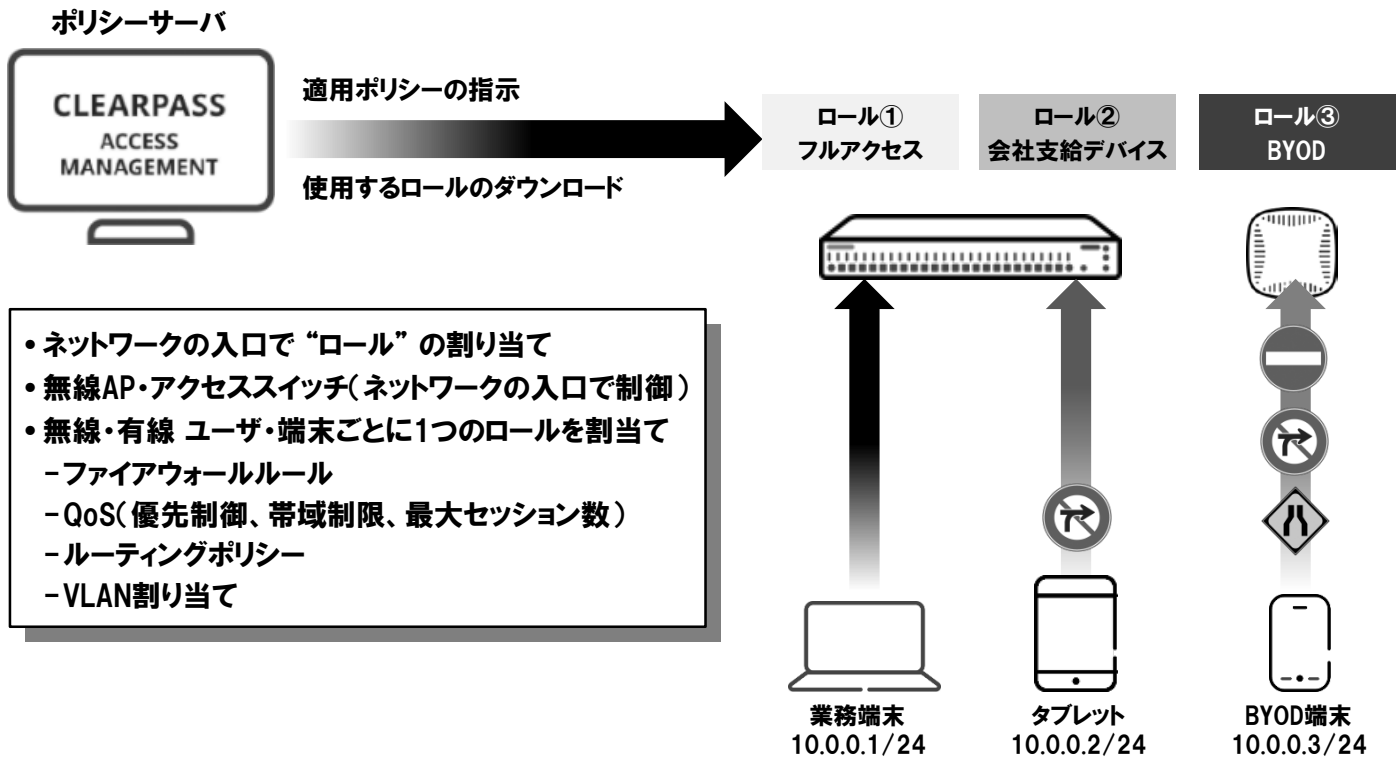 ポリシーサーバ
CLEARPASS
ACCESS
MANAGEMENT
適用ポリシーの指示
使用するロールのダウンロード
ロール①
フルアクセス
ロール②
会社支給デバイス
ロール③
BYOD
• ネットワークの入口で“ロール”の割り当て
• 無線AP・アクセススイッチ(ネットワークの入口で制御)
• 無線・有線 ユーザ・端末ごとに1つのロールを割当て
-ファイアウォールルール
-QoS(優先制御、帯域制限、最大セッション数)
-ルーティングポリシー
-VLAN割り当て
業務端末
10.0.0.1/24
タブレット
10.0.0.2/24
BYOD端末
10.0.0.3/24